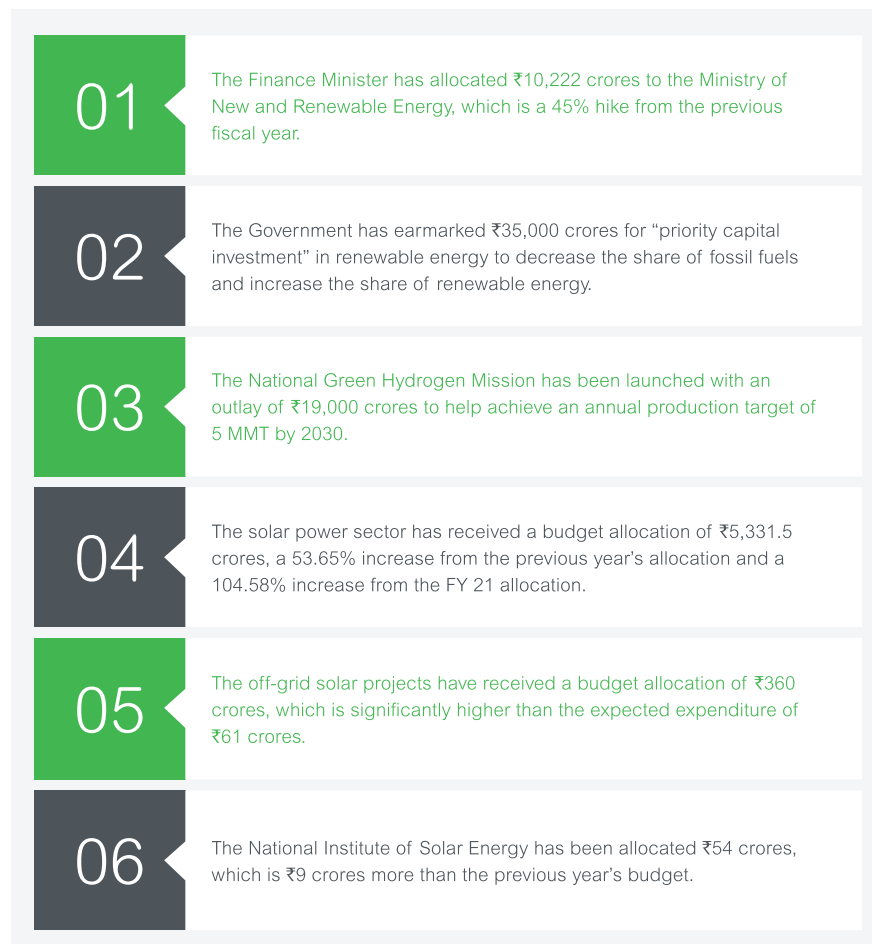 01
The Finance Minister has allocated ₹10,222 crores to the Ministry of
New and Renewable Energy, which is a 45% hike from the previous
fiscal year.
02
The Government has earmarked ₹35,000 crores for “priority capital
investment” in renewable energy to decrease the share of fossil fuels
and increase the share of renewable energy.
03
The National Green Hydrogen Mission has been launched with an
outlay of ₹19,000 crores to help achieve an annual production target of
5 MMT by 2030.
04
The solar power sector has received a budget allocation of ₹5,331.5
crores, a 53.65% increase from the previous year’s allocation and a
104.58% increase from the FY 21 allocation.
05
The off-grid solar projects have received a budget allocation of ₹360
crores, which is significantly higher than the expected expenditure of
₹61 crores.
06
The National Institute of Solar Energy has been allocated ₹54 crores,
which is ₹9 crores more than the previous year’s budget.